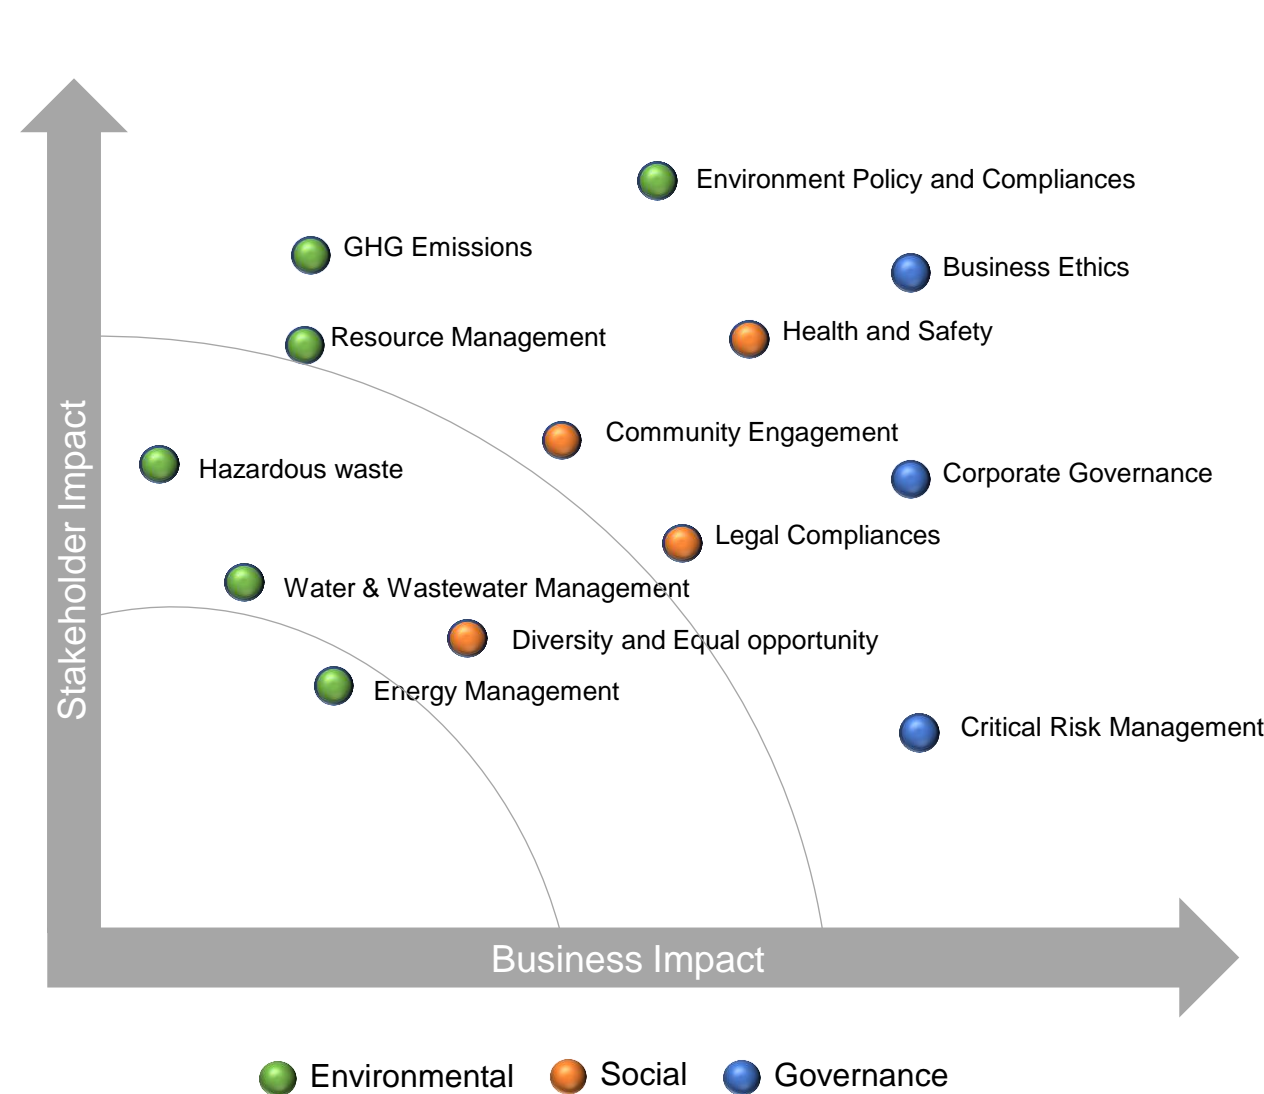 Environment Policy and Compliances
GHG Emissions
Business Ethics
Health and Safety
Resource Management
Community Engagement
Hazardous waste
Corporate Governance
Legal Compliances
Water & Wastewater Management
Diversity and Equal opportunity
Energy Management
Critical Risk Management
Stakeholder Impact
Business Impact
Environmental
Social
Governance